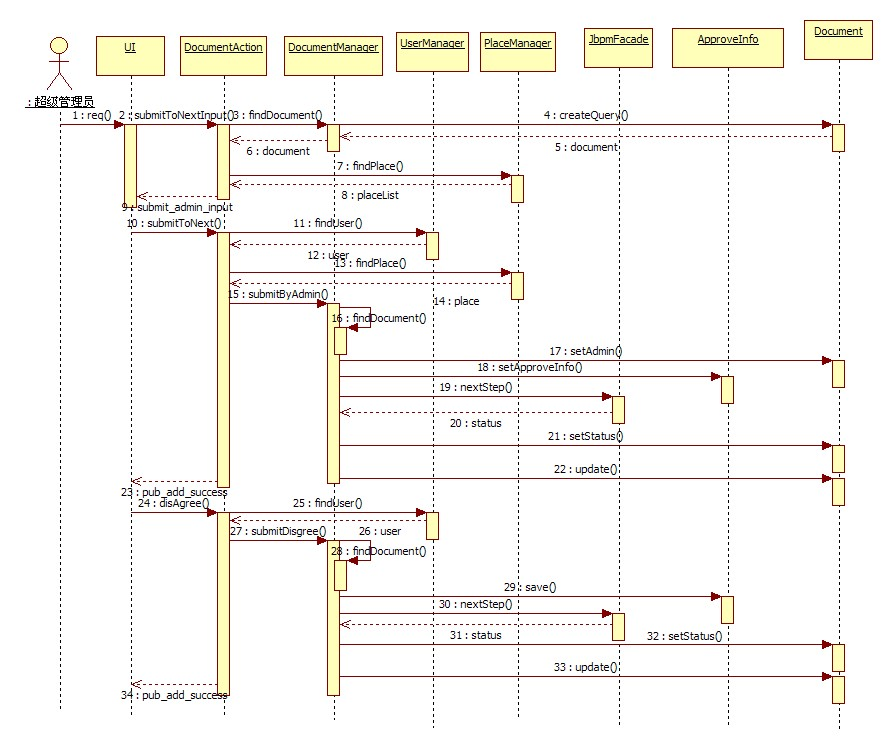 UI
DocumentAction
DocumentManager
UserManager
PlaceManager
JbpmFacade
ApproveInfo
Document
: 超级管理员
1 : req()
2 : submitToNextInput()
3 : findDocument()
4 : createQuery()
5 : document
6 : document
7 : findPlace()
8 : placeList
9 : submit_admin_input
10 : submitToNext()
11 : findUser()
12 : user
13 : findPlace()
14 : place
15 : submitByAdmin()
16 : findDocument()
17 : setAdmin()
18 : setApproveInfo()
19 : nextStep()
20 : status
21 : setStatus()
22 : update()
23 : pub_add_success
24 : disAgree()
25 : findUser()
26 : user
27 : submitDisgree()
28 : findDocument()
29 : save()
30 : nextStep()
31 : status
32 : setStatus()
33 : update()
34 : pub_add_success